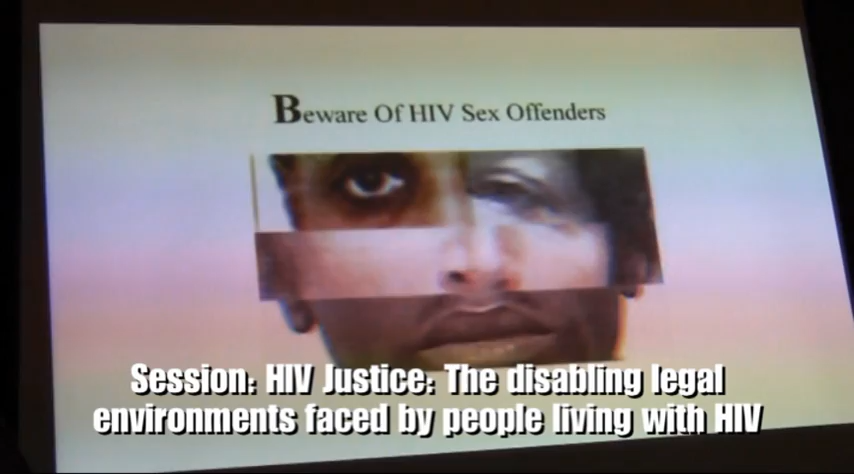 Beware Of HIV Sex Offenders
Session: HIV Justice: The disabling legal
environments faced by people living with HIV